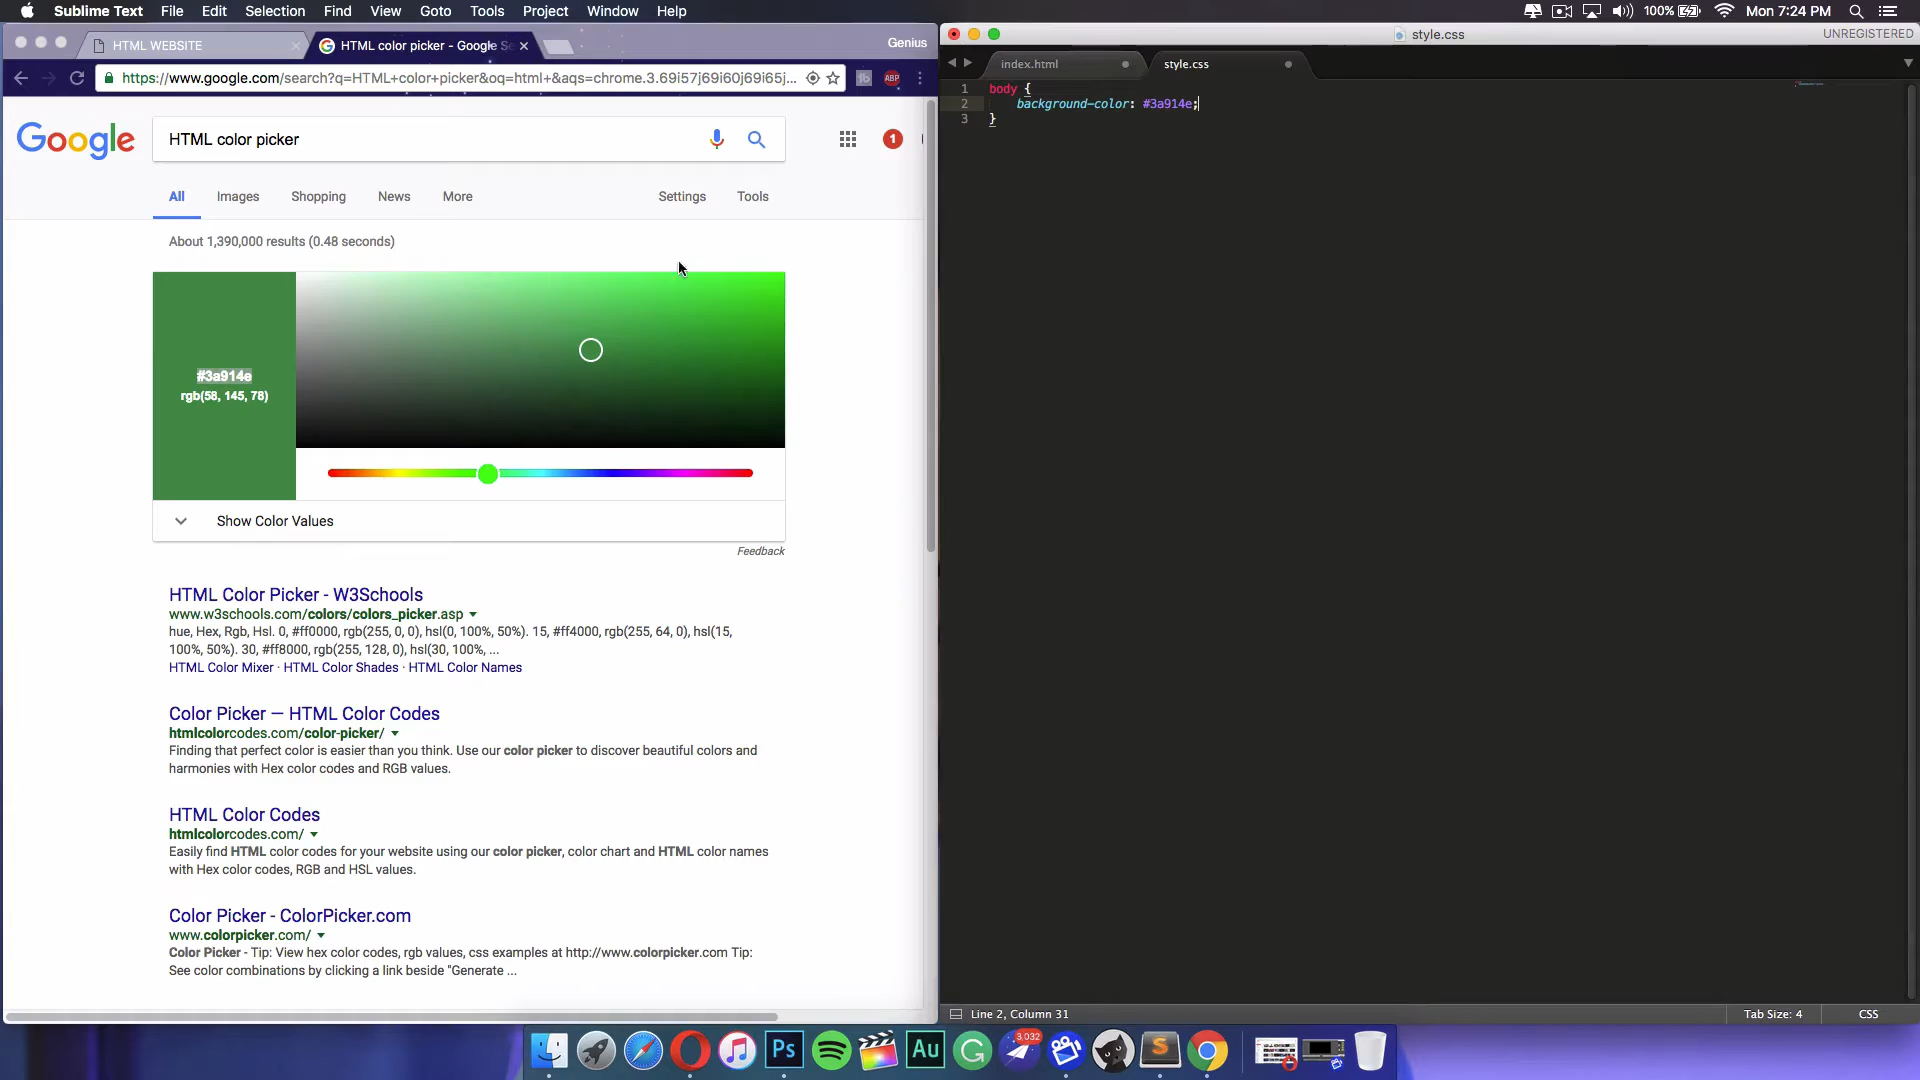 Sublime Text File Edit Selection Find View Goto Tools Project Window Help
100% Mon 7:24 PM
HTML WEBSITE
HTML color picker - Google Se
Genius
https://www.google.com/search?q=HTML+color+picker&oq=html+&aqs=chrome.3.69i57j69i60j69i65j...
ABP
Google
HTML color picker
1
All Images Shopping News More Settings Tools
About 1,390,000 results (0.48 seconds)
#3a914e
rgb(58, 145, 78)
Show Color Values
Feedback
HTML Color Picker - W3Schools
www.w3schools.com/colors/colors_picker.asp
hue, Hex, Rgb, Hsl. 0, #ff0000, rgb(255, 0, 0), hsl(0, 100%, 50%). 15, #ff4000, rgb(255, 64, 0), hsl(15,
100%, 50%). 30, #ff8000, rgb(255, 128, 0), hsl(30, 100%, ...
HTML Color Mixer · HTML Color Shades · HTML Color Names
Color Picker — HTML Color Codes
htmlcolorcodes.com/color-picker/
Finding that perfect color is easier than you think. Use our color picker to discover beautiful colors and
harmonies with Hex color codes and RGB values.
HTML Color Codes
htmlcolorcodes.com/
Easily find HTML color codes for your website using our color picker, color chart and HTML color names
with Hex color codes, RGB and HSL values.
Color Picker - ColorPicker.com
www.colorpicker.com/
Color Picker - Tip: View hex color codes, rgb values, css examples at http://www.colorpicker.com Tip:
See color combinations by clicking a link beside "Generate ...
style.css
UNREGISTERED
index.html
style.css
1 body {
2 background-color: #3a914e;
3 }
Line 2, Column 31
Tab Size: 4
CSS
Ps
Au
3,032